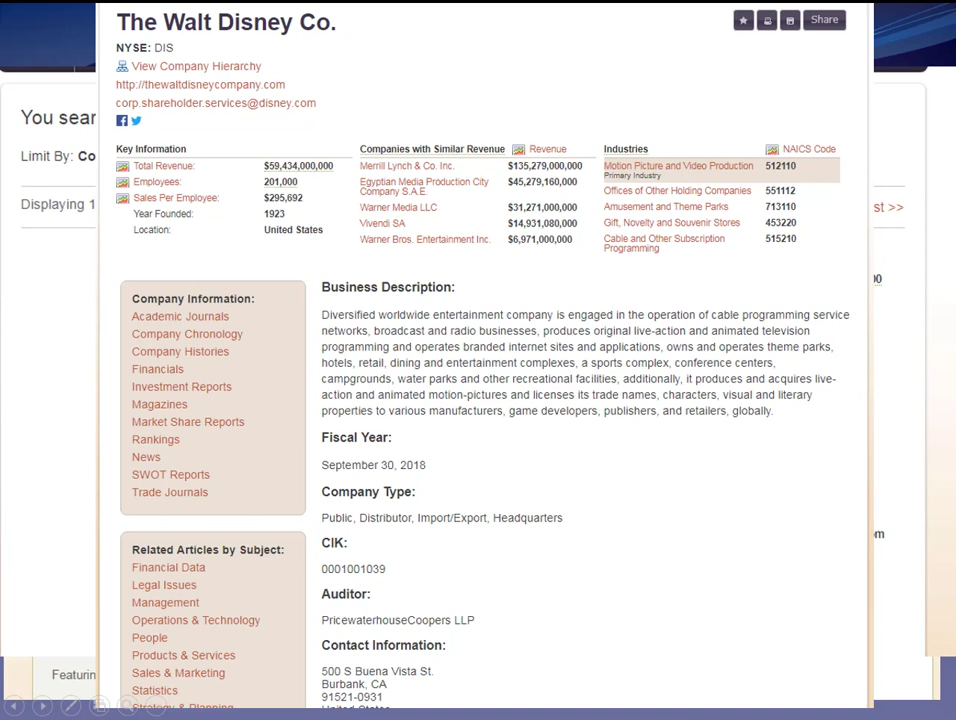 The Walt Disney Co.
Share
NYSE: DIS
View Company Hierarchy
http://thewaltdisneycompany.com
corp.shareholder.services@disney.com
You sear
Limit By: Co
Displaying 1
st >>
00
om
Featurin
Key Information
Total Revenue: $59,434,000,000
Employees: 201,000
Sales Per Employee: $295,692
Year Founded: 1923
Location: United States
Companies with Similar Revenue Revenue
Merrill Lynch & Co. Inc. $135,279,000,000
Egyptian Media Production City $45,279,160,000
Company S.A.E.
Warner Media LLC $31,271,000,000
Vivendi SA $14,931,080,000
Warner Bros. Entertainment Inc. $6,971,000,000
Industries NAICS Code
Motion Picture and Video Production 512110
Primary Industry
Offices of Other Holding Companies 551112
Amusement and Theme Parks 713110
Gift, Novelty and Souvenir Stores 453220
Cable and Other Subscription 515210
Programming
Company Information:
Academic Journals
Company Chronology
Company Histories
Financials
Investment Reports
Magazines
Market Share Reports
Rankings
News
SWOT Reports
Trade Journals
Related Articles by Subject:
Financial Data
Legal Issues
Management
Operations & Technology
People
Products & Services
Sales & Marketing
Statistics
Strategy & Planning
Business Description:
Diversified worldwide entertainment company is engaged in the operation of cable programming service
networks, broadcast and radio businesses, produces original live-action and animated television
programming and operates branded internet sites and applications, owns and operates theme parks,
hotels, retail, dining and entertainment complexes, a sports complex, conference centers,
campgrounds, water parks and other recreational facilities, additionally, it produces and acquires live-
action and animated motion-pictures and licenses its trade names, characters, visual and literary
properties to various manufacturers, game developers, publishers, and retailers, globally.
Fiscal Year:
September 30, 2018
Company Type:
Public, Distributor, Import/Export, Headquarters
CIK:
0001001039
Auditor:
PricewaterhouseCoopers LLP
Contact Information:
500 S Buena Vista St.
Burbank, CA
91521-0931
United States